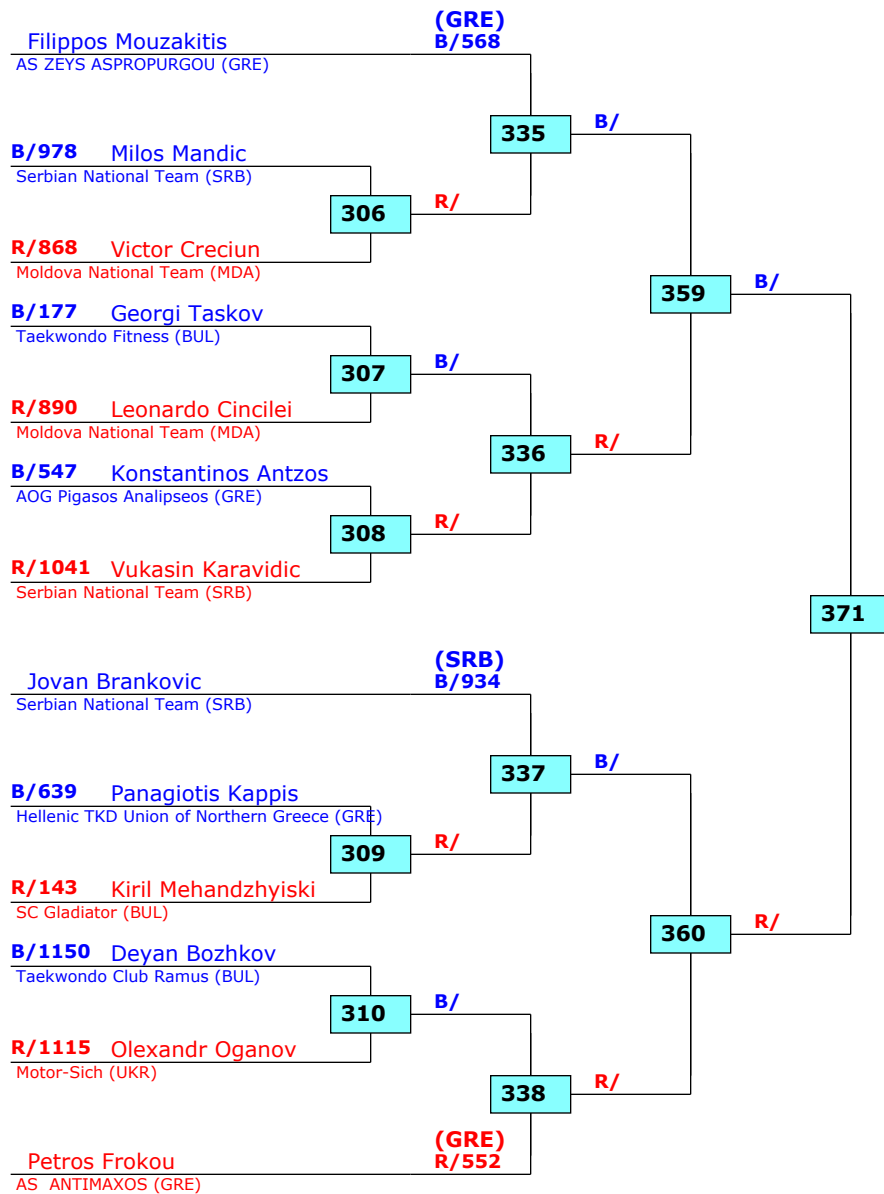 (GRE)
Filippos Mouzakitis B/568
AS ZEYS ASPROPURGOU (GRE)
335 B/
B/978 Milos Mandic
Serbian National Team (SRB)
306 R/
R/868 Victor Creciun
Moldova National Team (MDA)
359 B/
B/177 Georgi Taskov
Taekwondo Fitness (BUL)
307 B/
R/890 Leonardo Cincilei
Moldova National Team (MDA)
336 R/
B/547 Konstantinos Antzos
AOG Pigasos Analipseos (GRE)
308 R/
R/1041 Vukasin Karavidic
Serbian National Team (SRB)
371
(SRB)
Jovan Brankovic B/934
Serbian National Team (SRB)
337 B/
B/639 Panagiotis Kappis
Hellenic TKD Union of Northern Greece (GRE)
309 R/
R/143 Kiril Mehandzhyiski
SC Gladiator (BUL)
360 R/
B/1150 Deyan Bozhkov
Taekwondo Club Ramus (BUL)
310 B/
R/1115 Olexandr Oganov
Motor-Sich (UKR)
338 R/
(GRE)
Petros Frokou R/552
AS ANTIMAXOS (GRE)